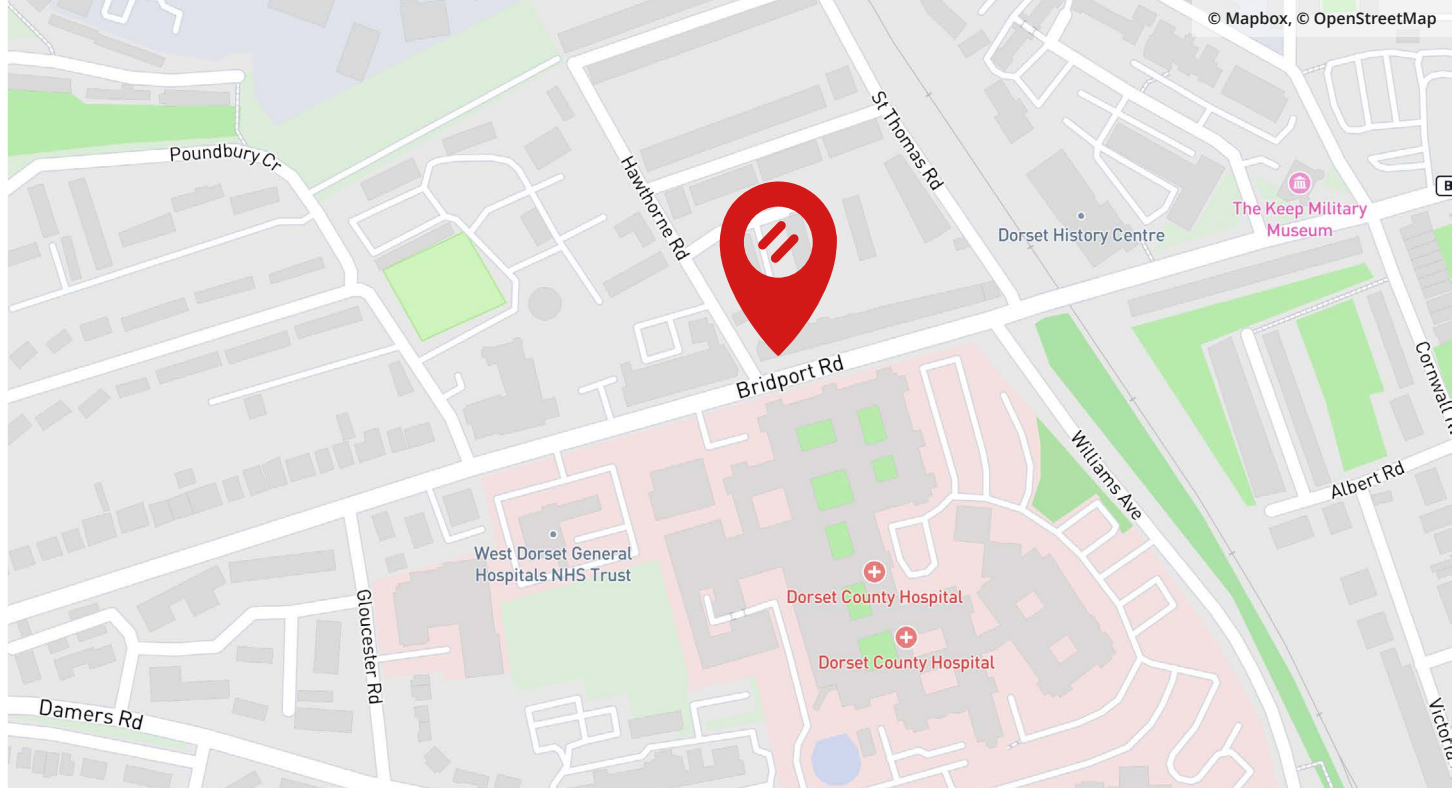 © Mapbox, © OpenStreetMap
St Thomas Rd
Poundbury Cr
Hawthorne Rd
B
The Keep Military
Museum
Dorset History Centre
Bridport Rd
Cornwall
Williams Ave
Albert Rd
West Dorset General
Hospitals NHS Trust
Dorset County Hospital
Gloucester Rd
Dorset County Hospital
Damers Rd
Victoria